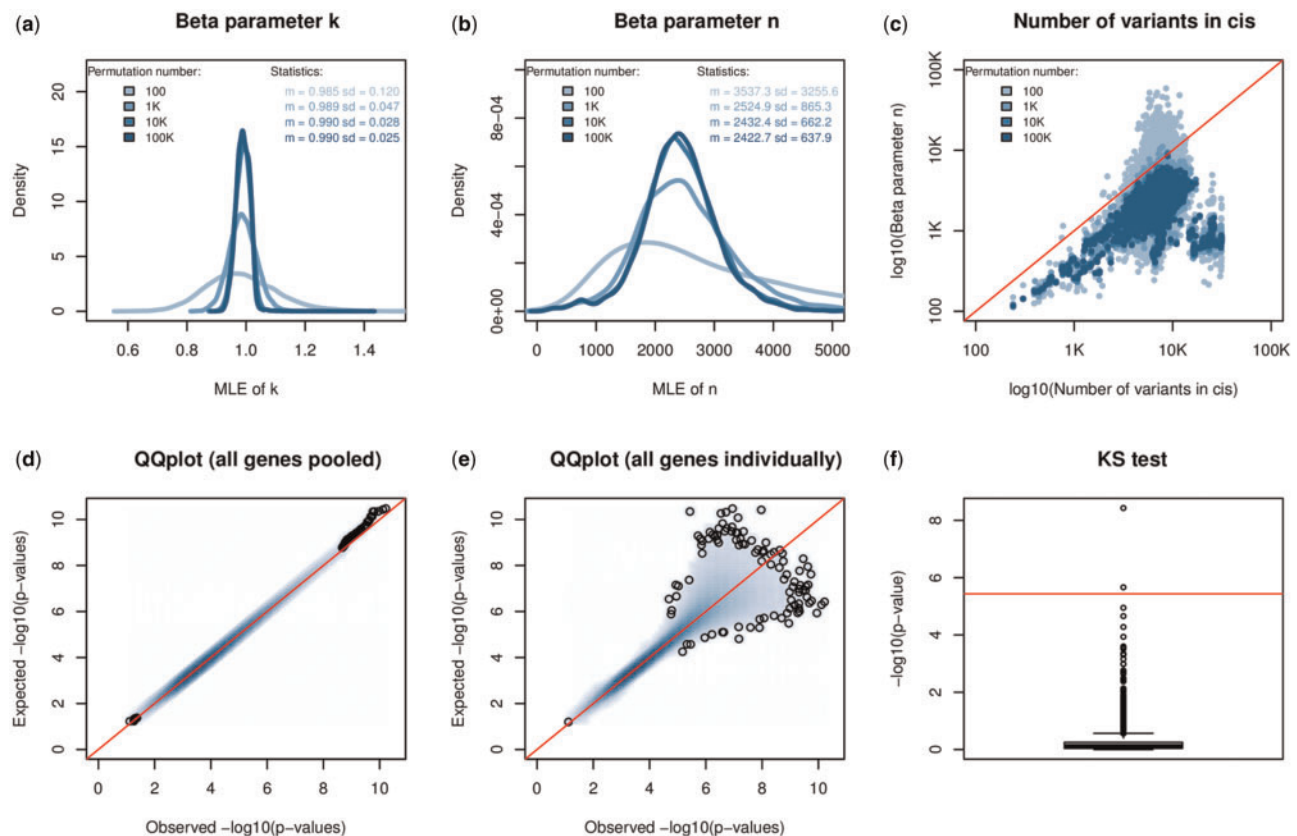 (a) Beta parameter k
Permutation number:
100
1K
10K
100K
Statistics:
m = 0.985 sd = 0.120
m = 0.989 sd = 0.047
m = 0.990 sd = 0.028
m = 0.990 sd = 0.025
Density
0
5
10
15
20
0.6 0.8 1.0 1.2 1.4
MLE of k
(b) Beta parameter n
Permutation number:
100
1K
10K
100K
Statistics:
m = 3537.3 sd = 3255.6
m = 2524.9 sd = 865.3
m = 2432.4 sd = 662.2
m = 2422.7 sd = 637.9
Density
0e+00
4e-04
8e-04
0 1000 2000 3000 4000 5000
MLE of n
(c) Number of variants in cis
Permutation number:
100
1K
10K
100K
log10(Beta parameter n)
100
1K
10K
100K
100 1K 10K 100K
log10(Number of variants in cis)
(d) QQplot (all genes pooled)
Expected −log10(p−values)
0
2
4
6
8
10
0 2 4 6 8 10
Observed −log10(p−values)
(e) QQplot (all genes individually)
Expected −log10(p−values)
0
2
4
6
8
10
0 2 4 6 8 10
Observed −log10(p−values)
(f) KS test
−log10(p−value)
0
2
4
6
8